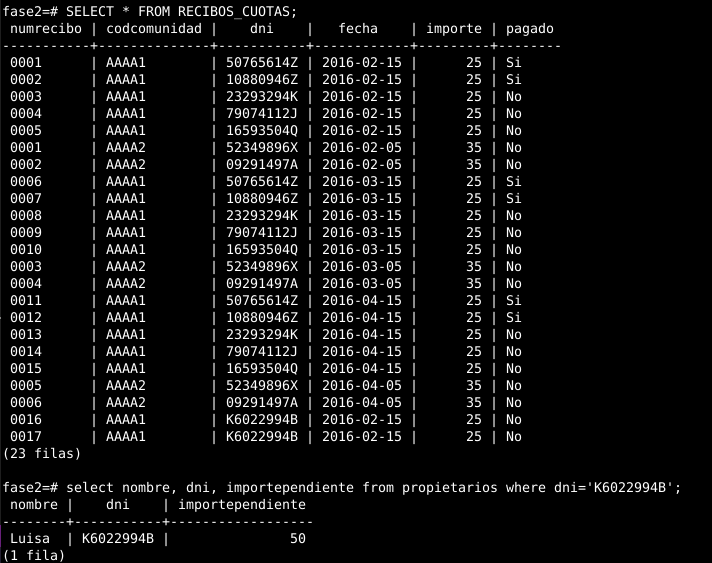 fase2=# SELECT * FROM RECIBOS_CUOTAS;
 numrecibo | codcomunidad |    dni    |   fecha    | importe | pagado
-----------+--------------+-----------+------------+---------+--------
 0001      | AAAA1        | 50765614Z | 2016-02-15 |      25 | Si
 0002      | AAAA1        | 10880946Z | 2016-02-15 |      25 | Si
 0003      | AAAA1        | 23293294K | 2016-02-15 |      25 | No
 0004      | AAAA1        | 79074112J | 2016-02-15 |      25 | No
 0005      | AAAA1        | 16593504Q | 2016-02-15 |      25 | No
 0001      | AAAA2        | 52349896X | 2016-02-05 |      35 | No
 0002      | AAAA2        | 09291497A | 2016-02-05 |      35 | No
 0006      | AAAA1        | 50765614Z | 2016-03-15 |      25 | Si
 0007      | AAAA1        | 10880946Z | 2016-03-15 |      25 | Si
 0008      | AAAA1        | 23293294K | 2016-03-15 |      25 | No
 0009      | AAAA1        | 79074112J | 2016-03-15 |      25 | No
 0010      | AAAA1        | 16593504Q | 2016-03-15 |      25 | No
 0003      | AAAA2        | 52349896X | 2016-03-05 |      35 | No
 0004      | AAAA2        | 09291497A | 2016-03-05 |      35 | No
 0011      | AAAA1        | 50765614Z | 2016-04-15 |      25 | Si
 0012      | AAAA1        | 10880946Z | 2016-04-15 |      25 | Si
 0013      | AAAA1        | 23293294K | 2016-04-15 |      25 | No
 0014      | AAAA1        | 79074112J | 2016-04-15 |      25 | No
 0015      | AAAA1        | 16593504Q | 2016-04-15 |      25 | No
 0005      | AAAA2        | 52349896X | 2016-04-05 |      35 | No
 0006      | AAAA2        | 09291497A | 2016-04-05 |      35 | No
 0016      | AAAA1        | K6022994B | 2016-02-15 |      25 | No
 0017      | AAAA1        | K6022994B | 2016-02-15 |      25 | No
(23 filas)

fase2=# select nombre, dni, importependiente from propietarios where dni='K6022994B';
 nombre |    dni    | importependiente
--------+-----------+------------------
 Luisa  | K6022994B |               50
(1 fila)